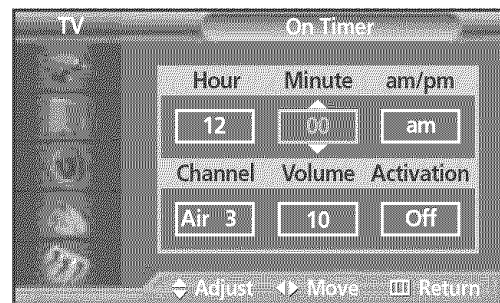 TV On Timer
Hour Minute am/pm
12 00 am
Channel Volume Activation
Air 3 10 Off
Adjust Move Return